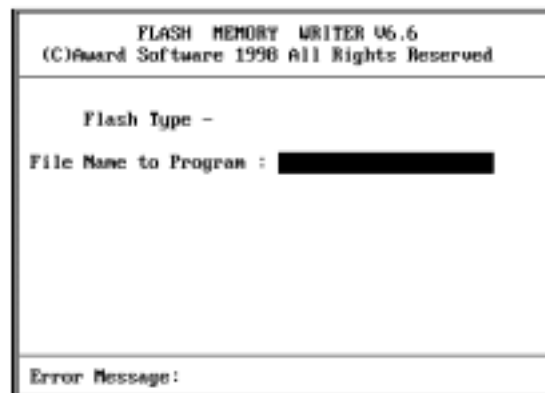 FLASH MEMORY WRITER V6.6
(C)Award Software 1998 All Rights Reserved
Flash Type -
File Name to Program :
Error Message: